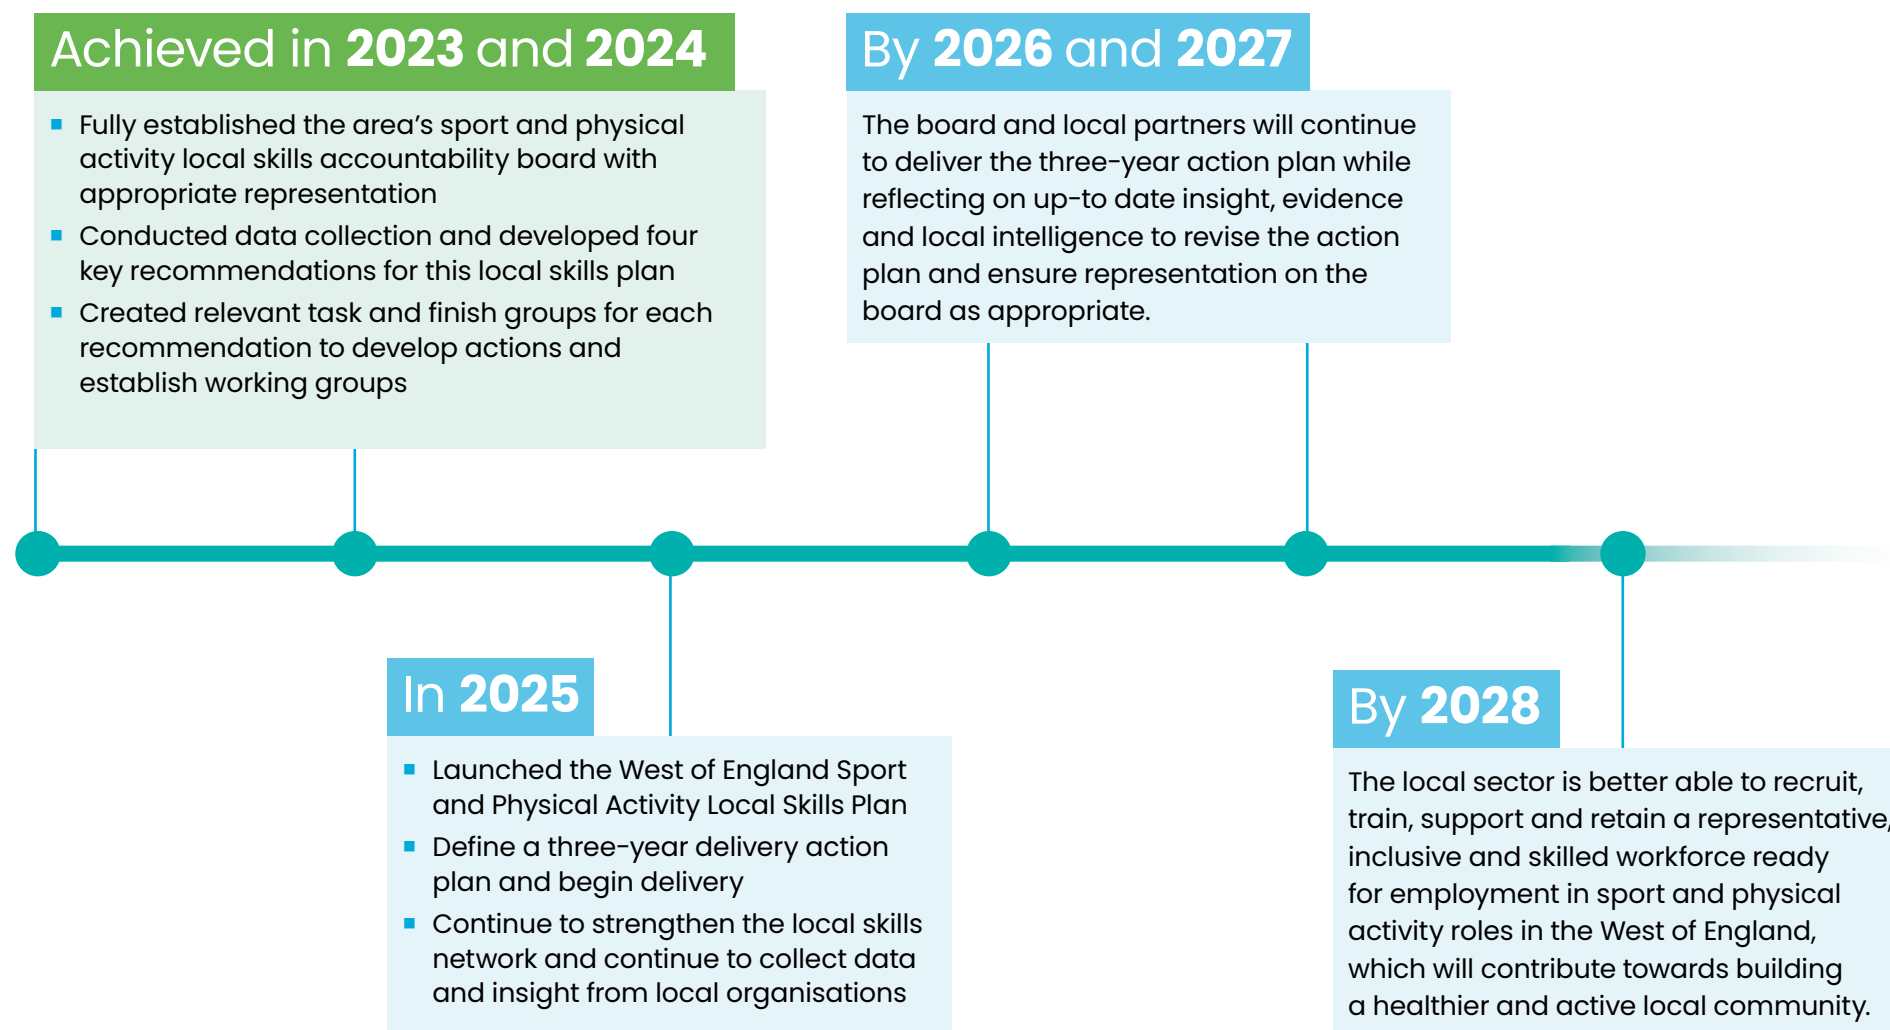 Achieved in 2023 and 2024
Fully established the area's sport and physical
activity local skills accountability board with
appropriate representation
Conducted data collection and developed four
key recommendations for this local skills plan
Created relevant task and finish groups for each
recommendation to develop actions and
establish working groups
By 2026 and 2027
The board and local partners will continue
to deliver the three-year action plan while
reflecting on up-to date insight, evidence
and local intelligence to revise the action
plan and ensure representation on the
board as appropriate.
In 2025
Launched the West of England Sport
and Physical Activity Local Skills Plan
Define a three-year delivery action
plan and begin delivery
Continue to strengthen the local skills
network and continue to collect data
and insight from local organisations
By 2028
The local sector is better able to recruit,
train, support and retain a representative,
inclusive and skilled workforce ready
for employment in sport and physical
activity roles in the West of England,
which will contribute towards building
a healthier and active local community.